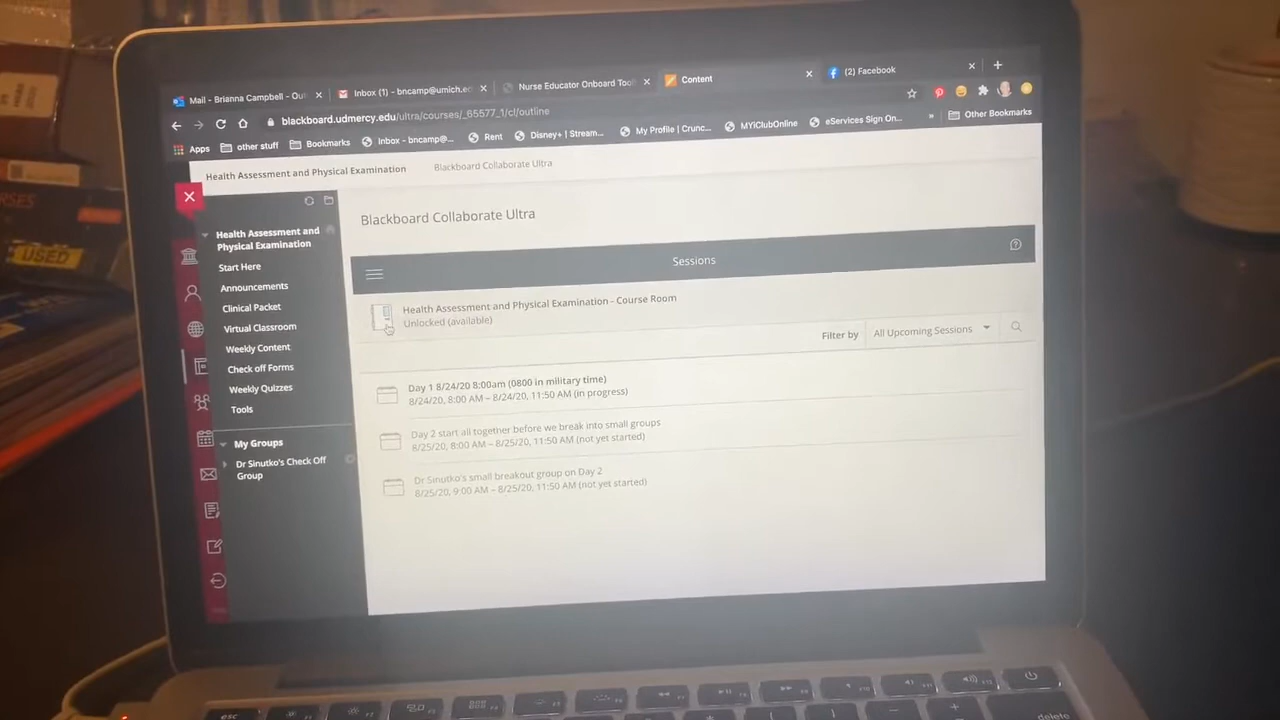 Mail - Brianna Campbell - Out
Inbox (1) - bncamp@umich.ec
Nurse Educator Onboard Tool
Content
(2) Facebook
blackboard.udmercy.edu/ultra/courses/_65577_1/cl/outline
Apps
other stuff
Bookmarks
Inbox - bncamp@...
Rent
Disney+ | Stream...
My Profile | Crunc...
MYiClubOnline
eServices Sign On...
»
Other Bookmarks
Health Assessment and Physical Examination
Blackboard Collaborate Ultra
Health Assessment and
Physical Examination
Start Here
Announcements
Clinical Packet
Virtual Classroom
Weekly Content
Check off Forms
Weekly Quizzes
Tools
My Groups
Dr Sinutko's Check Off
Group
Blackboard Collaborate Ultra
Sessions
Health Assessment and Physical Examination - Course Room
Unlocked (available)
Filter by
All Upcoming Sessions
Day 1 8/24/20 8:00am (0800 in military time)
8/24/20, 8:00 AM – 8/24/20, 11:50 AM (in progress)
Day 2 start all together before we break into small groups
8/25/20, 8:00 AM – 8/25/20, 11:50 AM (not yet started)
Dr Sinutko's small breakout group on Day 2
8/25/20, 9:00 AM – 8/25/20, 11:50 AM (not yet started)
USED
esc
delete